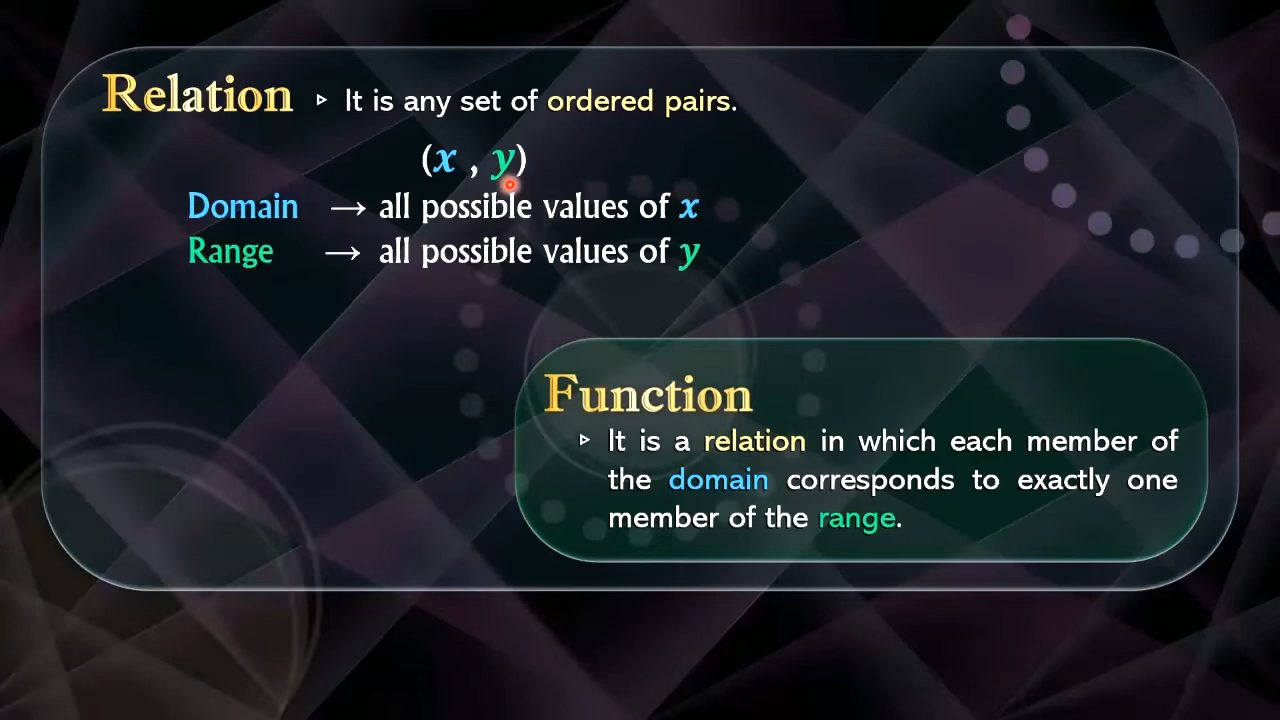 Relation ▹ It is any set of ordered pairs.
(x , y)
Domain → all possible values of x
Range → all possible values of y
Function
▹ It is a relation in which each member of
the domain corresponds to exactly one
member of the range.